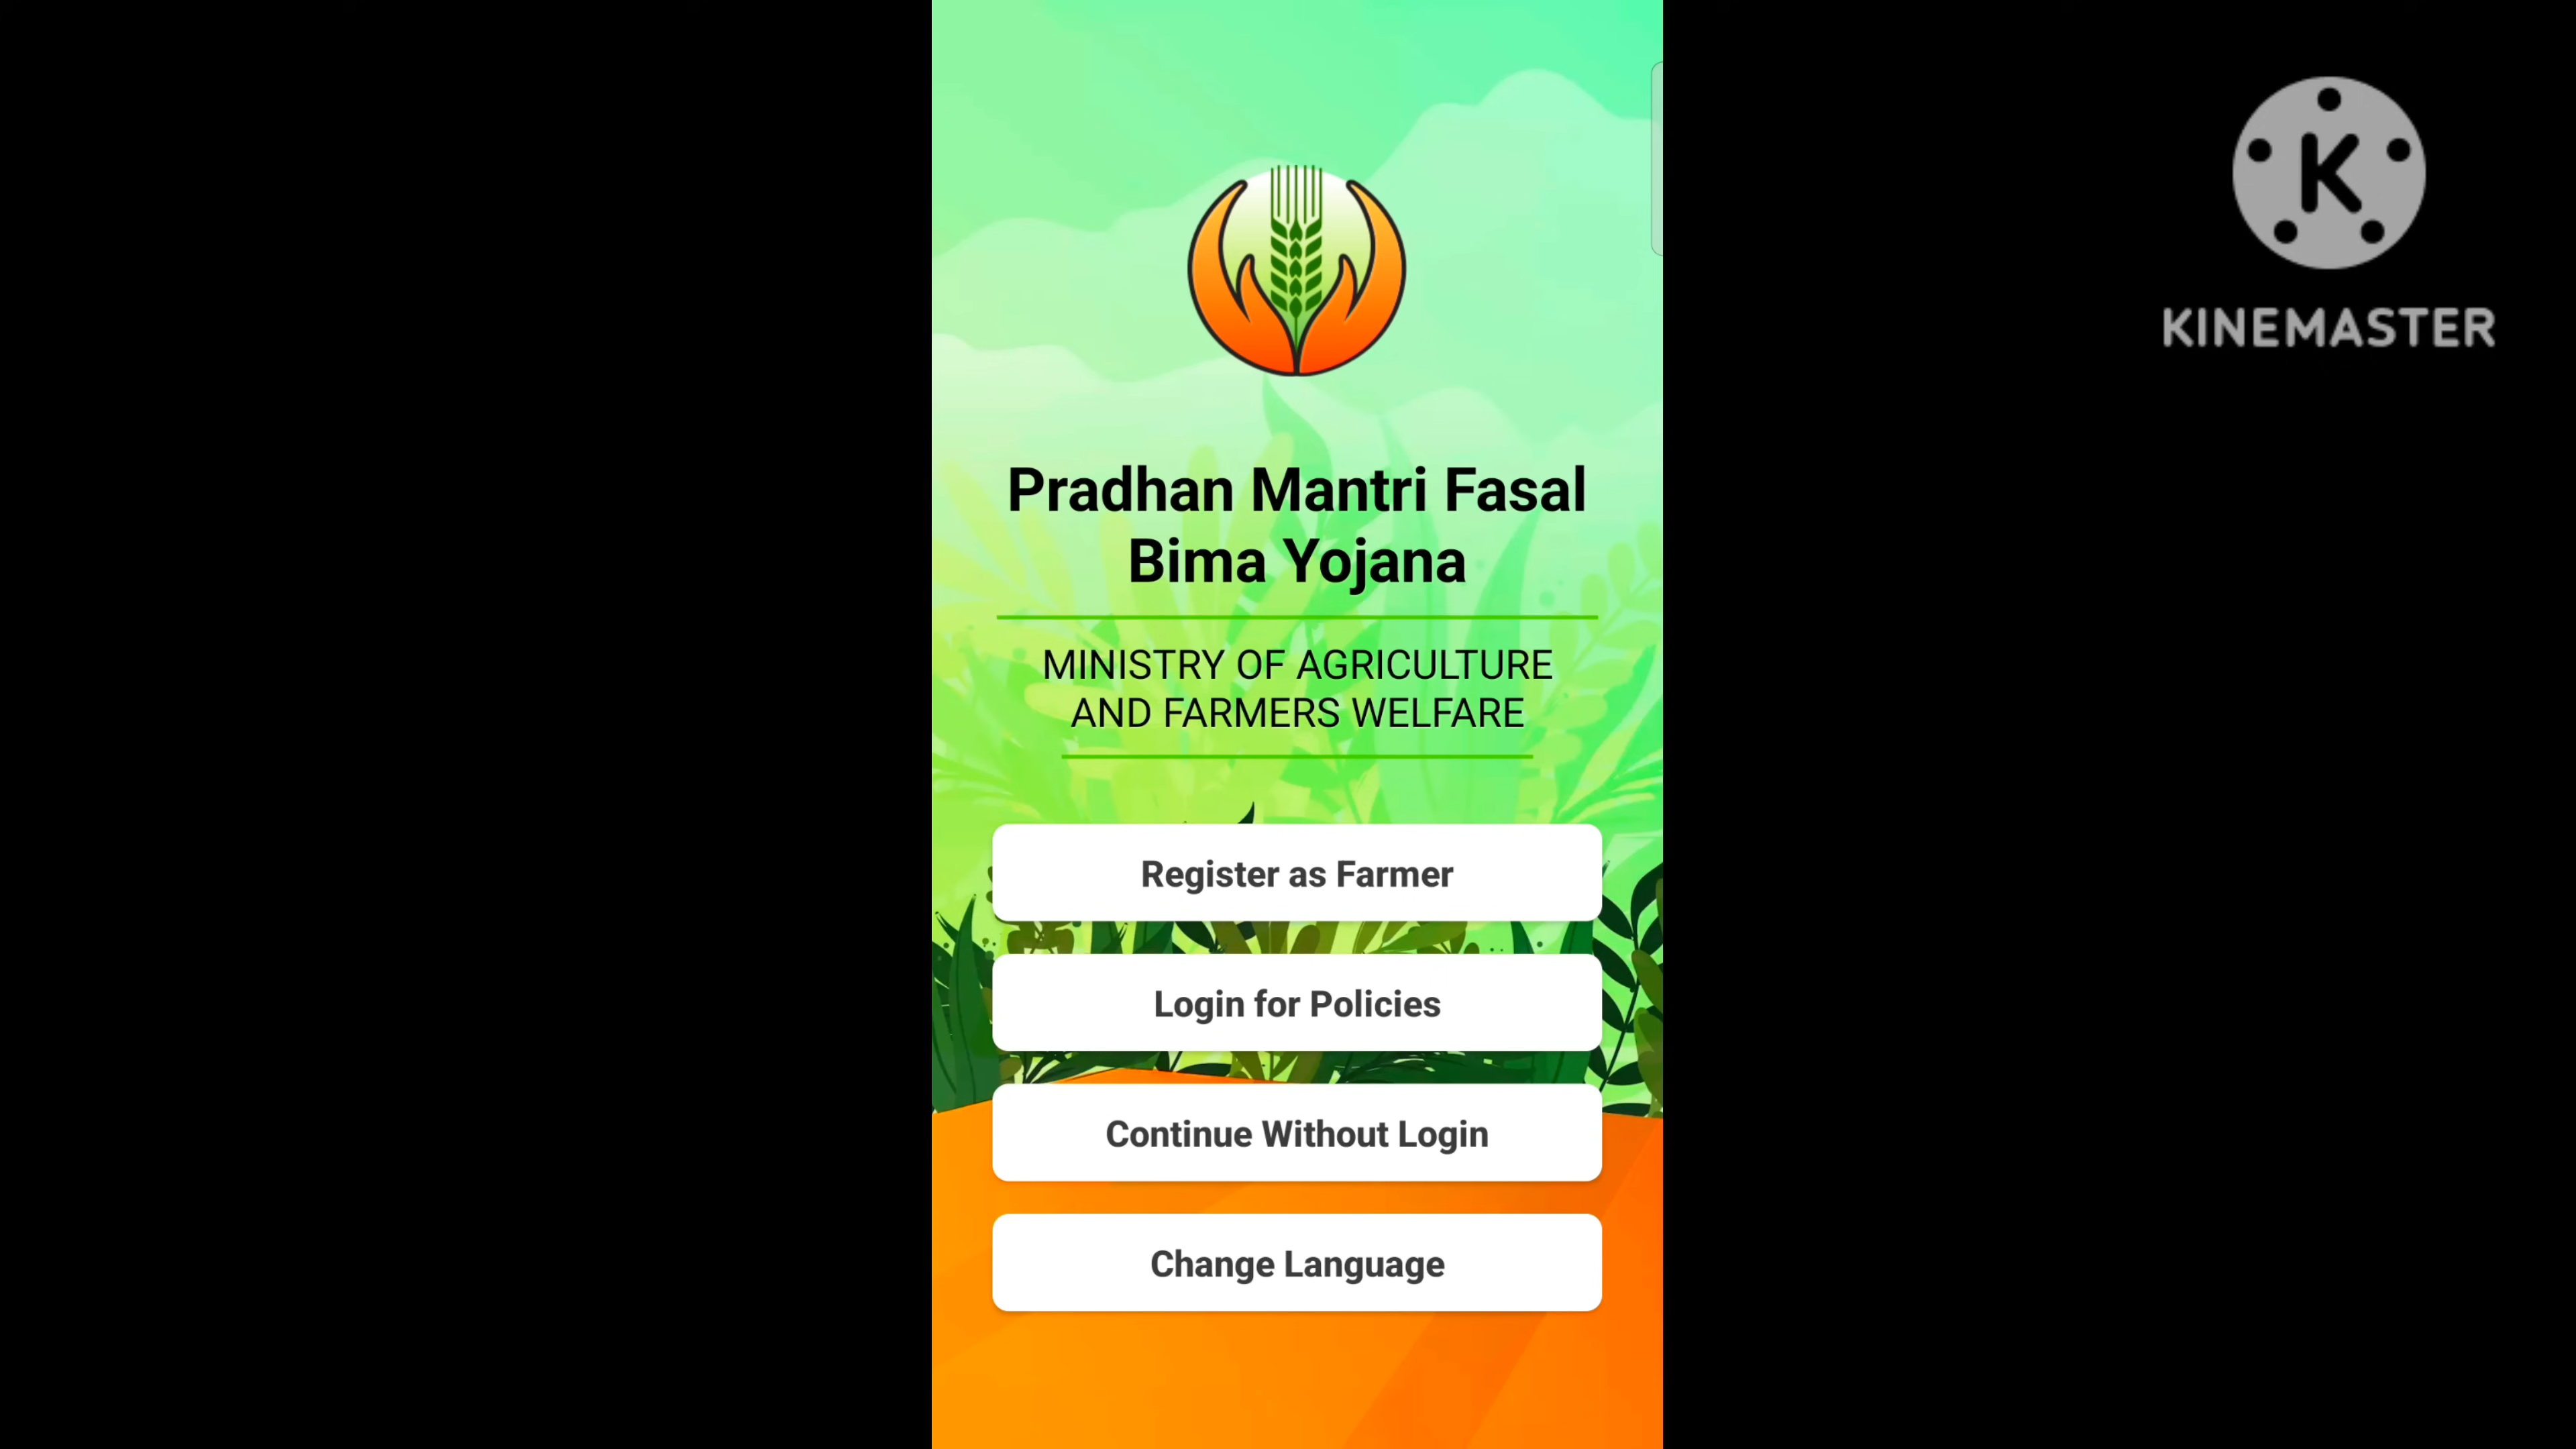 Pradhan Mantri Fasal
Bima Yojana
MINISTRY OF AGRICULTURE
AND FARMERS WELFARE
Register as Farmer
Login for Policies
Continue Without Login
Change Language
K
KINEMASTER